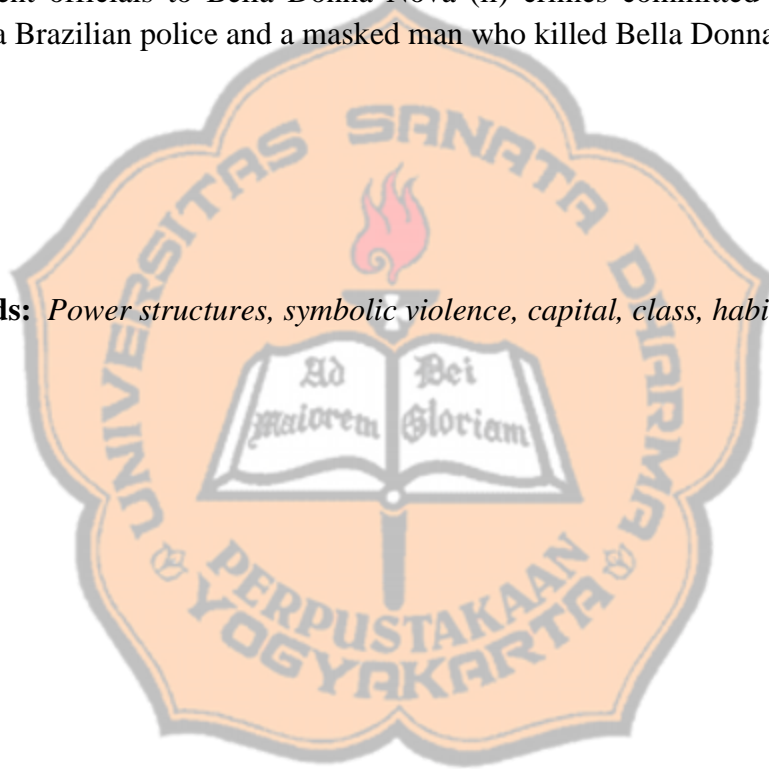 ent officials to Bella Donna Nova (ii) crimes committed
a Brazilian police and a masked man who killed Bella Donna
UNIVERSITAS SANATA DHARMA
ds: Power structures, symbolic violence, capital, class, habi
Ad Dei
maiorem Gloriam
PERPUSTAKAAN
YOGYAKARTA